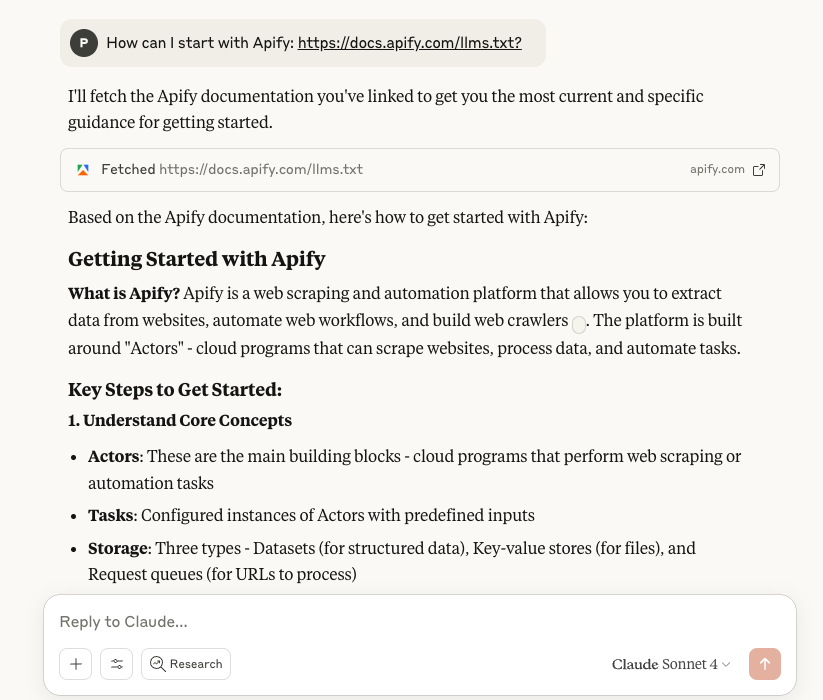 P How can I start with Apify: https://docs.apify.com/llms.txt?
I'll fetch the Apify documentation you've linked to get you the most current and specific
guidance for getting started.
Fetched https://docs.apify.com/llms.txt apify.com
Based on the Apify documentation, here's how to get started with Apify:
Getting Started with Apify
What is Apify? Apify is a web scraping and automation platform that allows you to extract
data from websites, automate web workflows, and build web crawlers . The platform is built
around "Actors" - cloud programs that can scrape websites, process data, and automate tasks.
Key Steps to Get Started:
1. Understand Core Concepts
• Actors: These are the main building blocks - cloud programs that perform web scraping or
automation tasks
• Tasks: Configured instances of Actors with predefined inputs
• Storage: Three types - Datasets (for structured data), Key-value stores (for files), and
Request queues (for URLs to process)
Reply to Claude...
Research Claude Sonnet 4